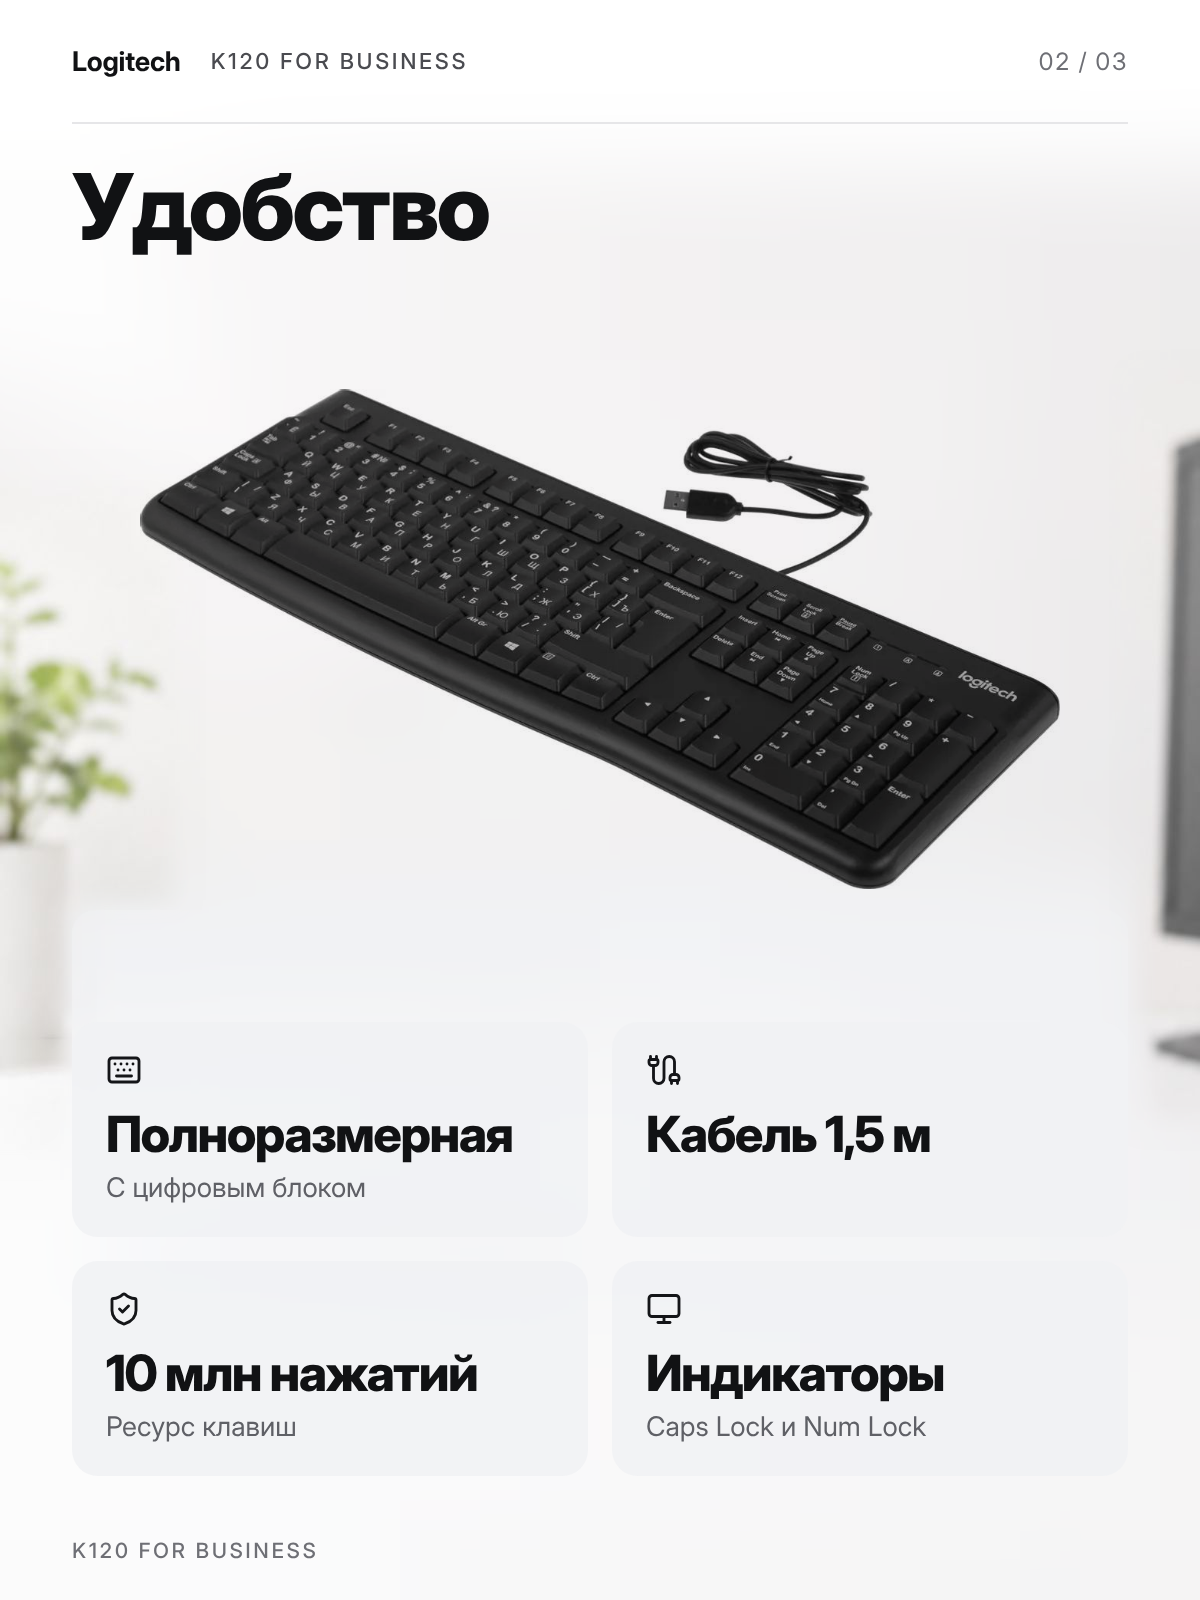 Logitech K120 FOR BUSINESS 02 / 03
Удобство
logitech
Полноразмерная
С цифровым блоком
Кабель 1,5 м
10 млн нажатий
Ресурс клавиш
Индикаторы
Caps Lock и Num Lock
K120 FOR BUSINESS